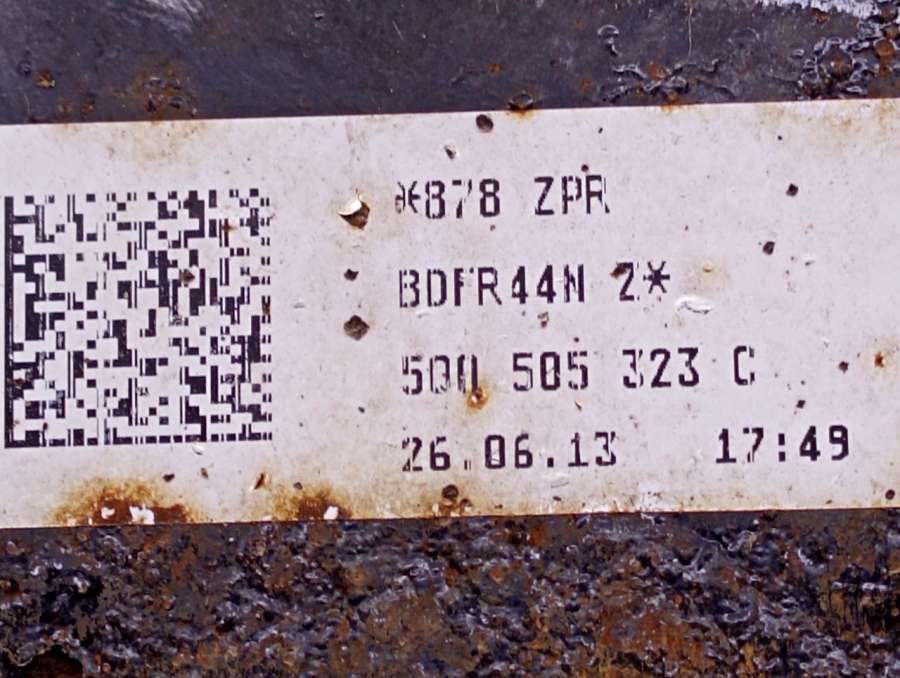 *878 ZPR
BDFR44N Z*
500 505 323 C
26.06.13 17:49